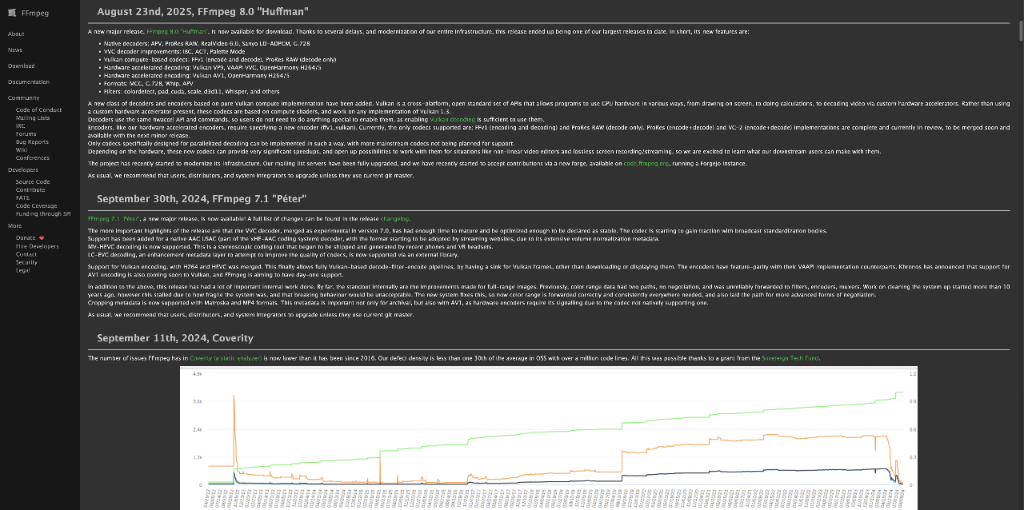 FFmpeg
About
News
Download
Documentation
Community
Code of Conduct
Mailing Lists
IRC
Forums
Bug Reports
Wiki
Conferences
Developers
Source Code
Contribute
FATE
Code Coverage
Funding through SPI
More
Donate
Hire Developers
Contact
Security
Legal
August 23nd, 2025, FFmpeg 8.0 "Huffman"
A new major release, FFmpeg 8.0 "Huffman", is now available for download. Thanks to several delays, and modernization of our entire infrastructure, this release ended up being one of our largest releases to date. In short, its new features are:
Native decoders: APV, ProRes RAW, RealVideo 6.0, Sanyo LD-ADPCM, G.728
VVC decoder improvements: IBC, ACT, Palette Mode
Vulkan compute-based codecs: FFv1 (encode and decode), ProRes RAW (decode only)
Hardware accelerated decoding: Vulkan VP9, VAAPI VVC, OpenHarmony H264/5
Hardware accelerated encoding: Vulkan AV1, OpenHarmony H264/5
Formats: MCC, G.728, Whip, APV
Filters: colordetect, pad_cuda, scale_d3d11, Whisper, and others
A new class of decoders and encoders based on pure Vulkan compute implementation have been added. Vulkan is a cross-platform, open standard set of APIs that allows programs to use GPU hardware in various ways, from drawing on screen, to doing calculations, to decoding video via custom hardware accelerators. Rather than using
a custom hardware accelerator present, these codecs are based on compute shaders, and work on any implementation of Vulkan 1.3.
Decoders use the same hwaccel API and commands, so users do not need to do anything special to enable them, as enabling Vulkan decoding is sufficient to use them.
Encoders, like our hardware accelerated encoders, require specifying a new encoder (ffv1_vulkan). Currently, the only codecs supported are: FFv1 (encoding and decoding) and ProRes RAW (decode only). ProRes (encode+decode) and VC-2 (encode+decode) implementations are complete and currently in review, to be merged soon and
available with the next minor release.
Only codecs specifically designed for parallelized decoding can be implemented in such a way, with more mainstream codecs not being planned for support.
Depending on the hardware, these new codecs can provide very significant speedups, and open up possibilities to work with them for situations like non-linear video editors and lossless screen recording/streaming, so we are excited to learn what our downstream users can make with them.
The project has recently started to modernize its infrastructure. Our mailing list servers have been fully upgraded, and we have recently started to accept contributions via a new forge, available on code.ffmpeg.org, running a Forgejo instance.
As usual, we recommend that users, distributors, and system integrators to upgrade unless they use current git master.
September 30th, 2024, FFmpeg 7.1 "Péter"
FFmpeg 7.1 "Péter", a new major release, is now available! A full list of changes can be found in the release changelog.
The more important highlights of the release are that the VVC decoder, merged as experimental in version 7.0, has had enough time to mature and be optimized enough to be declared as stable. The codec is starting to gain traction with broadcast standardization bodies.
Support has been added for a native AAC USAC (part of the xHE-AAC coding system) decoder, with the format starting to be adopted by streaming websites, due to its extensive volume normalization metadata.
MV-HEVC decoding is now supported. This is a stereoscopic coding tool that began to be shipped and generated by recent phones and VR headsets.
LC-EVC decoding, an enhancement metadata layer to attempt to improve the quality of codecs, is now supported via an external library.
Support for Vulkan encoding, with H264 and HEVC was merged. This finally allows fully Vulkan-based decode-filter-encode pipelines, by having a sink for Vulkan frames, other than downloading or displaying them. The encoders have feature-parity with their VAAPI implementation counterparts. Khronos has announced that support for
AV1 encoding is also coming soon to Vulkan, and FFmpeg is aiming to have day-one support.
In addition to the above, this release has had a lot of important internal work done. By far, the standout internally are the improvements made for full-range images. Previously, color range data had two paths, no negotiation, and was unreliably forwarded to filters, encoders, muxers. Work on cleaning the system up started more than 10
years ago, however this stalled due to how fragile the system was, and that breaking behaviour would be unacceptable. The new system fixes this, so now color range is forwarded correctly and consistently everywhere needed, and also laid the path for more advanced forms of negotiation.
Cropping metadata is now supported with Matroska and MP4 formats. This metadata is important not only for archival, but also with AV1, as hardware encoders require its signalling due to the codec not natively supporting one.
As usual, we recommend that users, distributors, and system integrators to upgrade unless they use current git master.
September 11th, 2024, Coverity
The number of issues FFmpeg has in Coverity (a static analyzer) is now lower than it has been since 2016. Our defect density is less than one 30th of the average in OSS with over a million code lines. All this was possible thanks to a grant from the Sovereign Tech Fund.
4.8k
3.6k
2.4k
1.2k
0
1.2
0.9
0.6
0.3
0